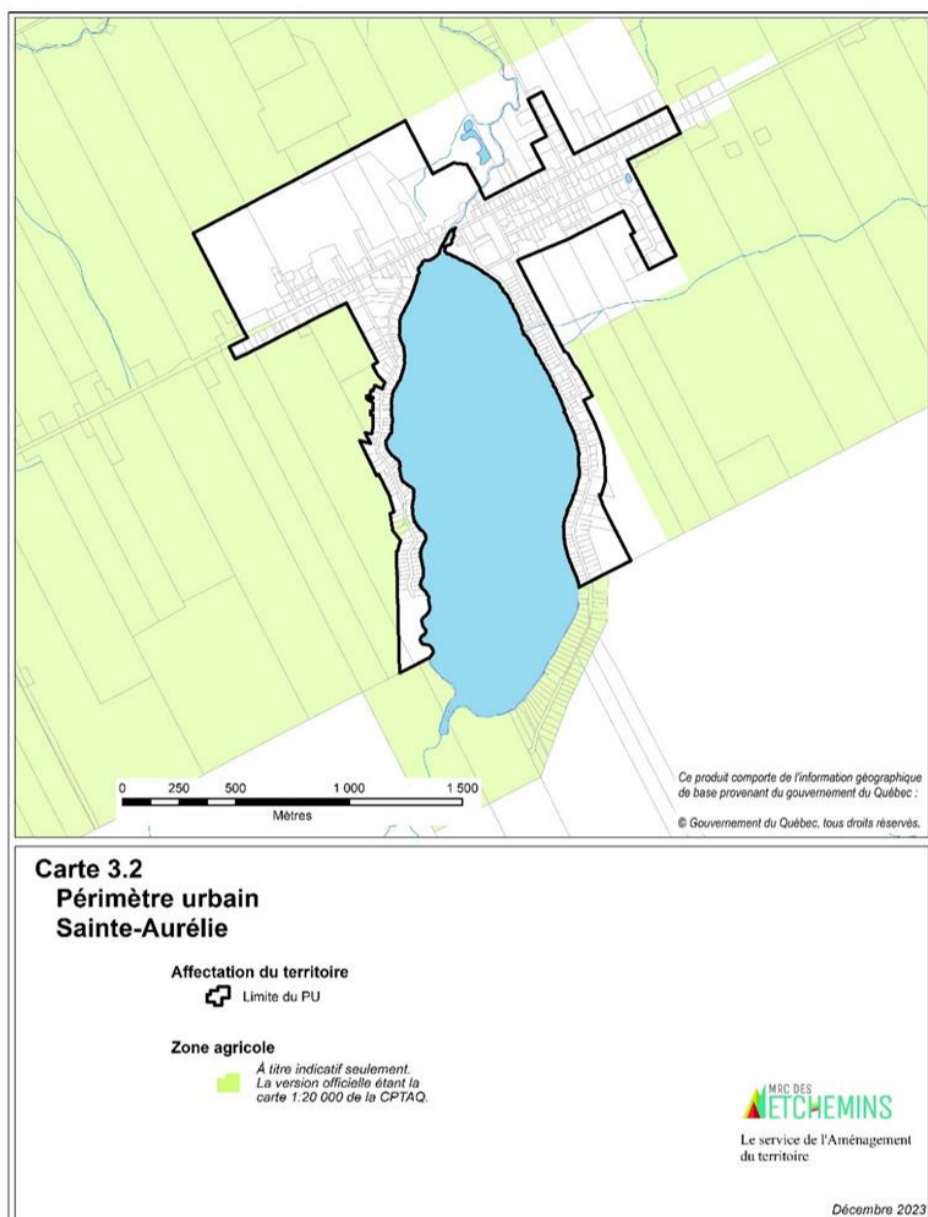 0 250 500 1 000 1 500
Mètres
Ce produit comporte de l'information géographique
de base provenant du gouvernement du Québec :
© Gouvernement du Québec, tous droits réservés.
Carte 3.2
Périmètre urbain
Sainte-Aurélie
Affectation du territoire
Limite du PU
Zone agricole
À titre indicatif seulement.
La version officielle étant la
carte 1:20 000 de la CPTAQ.
MRC DES
ETCHEMINS
Le service de l'Aménagement
du territoire
Décembre 2023